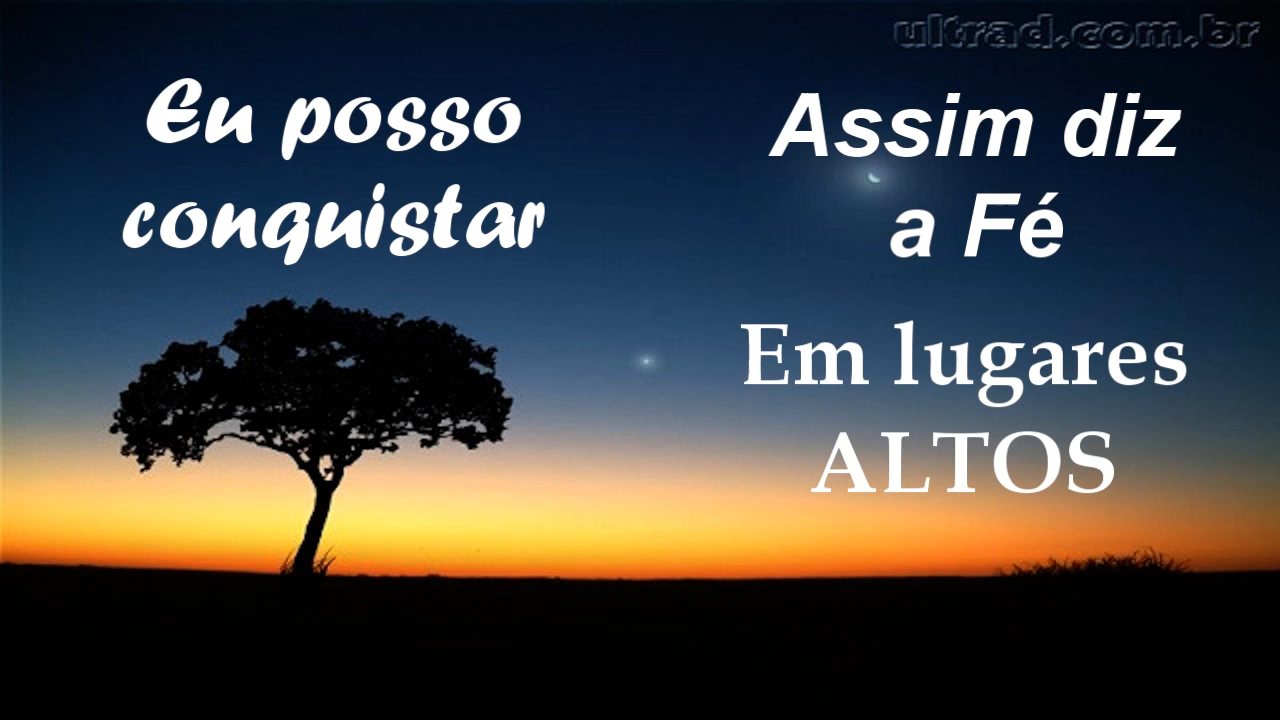 ultrad.com.br
Eu posso
conquistar
Assim diz
a Fé
Em lugares
ALTOS